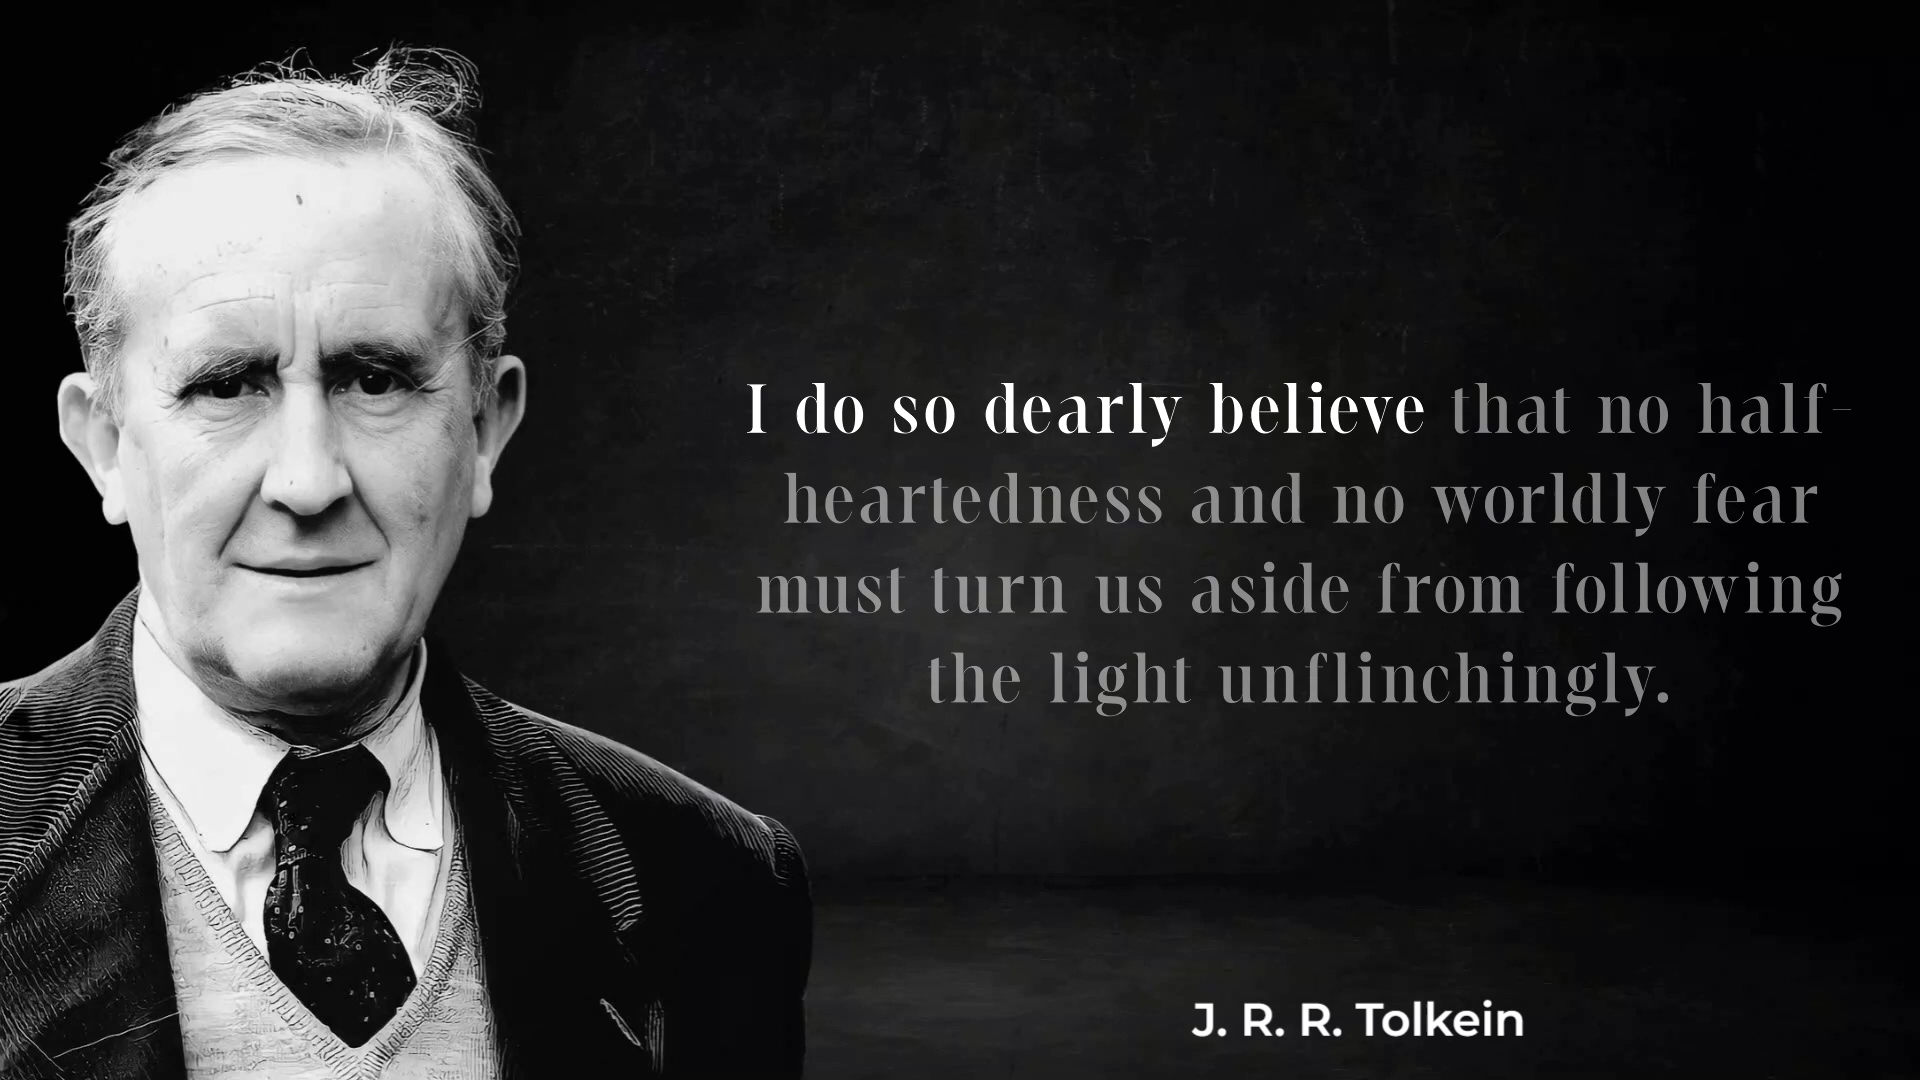 I do so dearly believe that no half-
heartedness and no worldly fear
must turn us aside from following
the light unflinchingly.
J. R. R. Tolkein